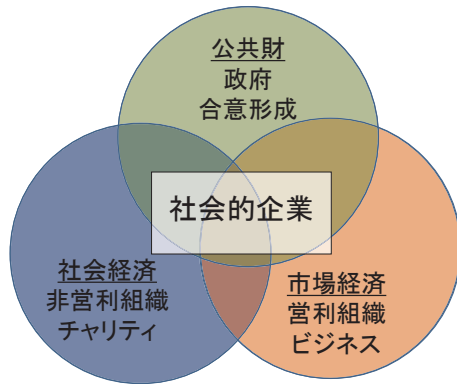 公共財
政府
合意形成
社会的企業
社会経済
非営利組織
チャリティ
市場経済
営利組織
ビジネス